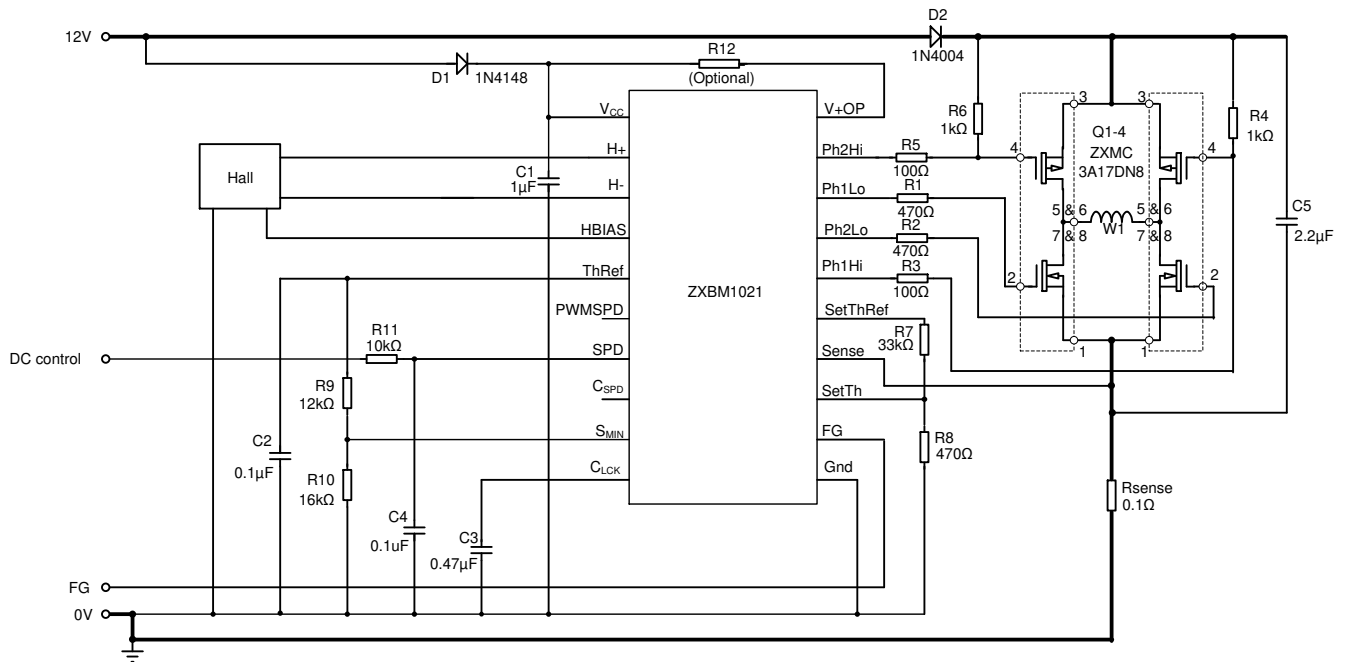 D2
12V
1N4004
R12
D1
1N4148
(Optional)
VCC
V+OP
R6
1kΩ
3
3
Q1-4
ZXMC
3A17DN8
R4
1kΩ
H+
Ph2Hi
R5
100Ω
4
4
Hall
C1
1µF
H-
Ph1Lo
R1
470Ω
5 & 6
7 & 8
W1
5 & 6
7 & 8
C5
2.2µF
HBIAS
Ph2Lo
R2
470Ω
ThRef
Ph1Hi
R3
100Ω
2
2
ZXBM1021
PWMSPD
SetThRef
R7
33kΩ
R11
10kΩ
1
1
DC control
SPD
Sense
R9
12kΩ
CSPD
SetTh
C2
0.1µF
SMIN
FG
R8
470Ω
R10
16kΩ
CLCK
Gnd
Rsense
0.1Ω
C4
0.1uF
C3
0.47µF
FG
0V